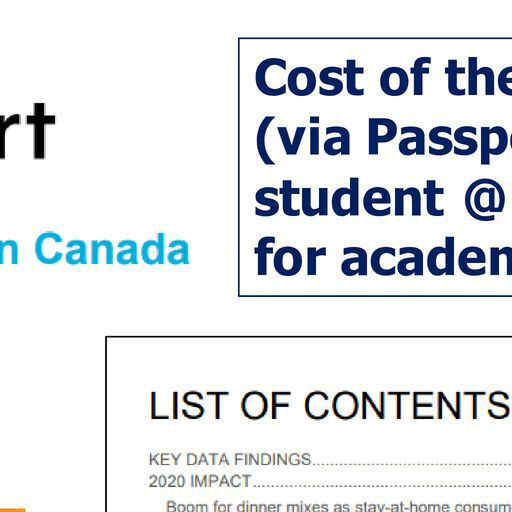 rt
n Canada
Cost of the
(via Passp
student @
for academ
LIST OF CONTENTS
KEY DATA FINDINGS
2020 IMPACT
Boom for dinner mixes as stay-at-home consum